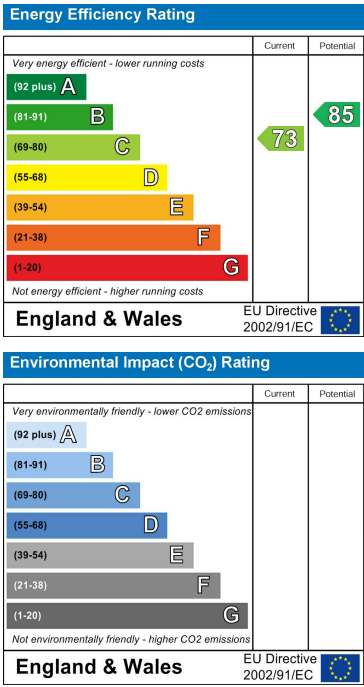 Energy Efficiency Rating
Current Potential
Very energy efficient - lower running costs
(92 plus) A
(81-91) B
(69-80) C
(55-68) D
(39-54) E
(21-38) F
(1-20) G
73
85
Not energy efficient - higher running costs
England & Wales
EU Directive
2002/91/EC
Environmental Impact (CO₂) Rating
Current Potential
Very environmentally friendly - lower CO2 emissions
(92 plus) A
(81-91) B
(69-80) C
(55-68) D
(39-54) E
(21-38) F
(1-20) G
Not environmentally friendly - higher CO2 emissions
England & Wales
EU Directive
2002/91/EC